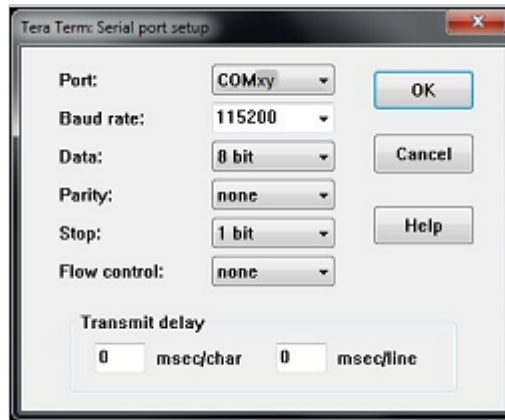 Tera Term: Serial port setup
Port: COMxy OK
Baud rate: 115200
Data: 8 bit Cancel
Parity: none
Stop: 1 bit Help
Flow control: none
Transmit delay
0 msec/char 0 msec/line